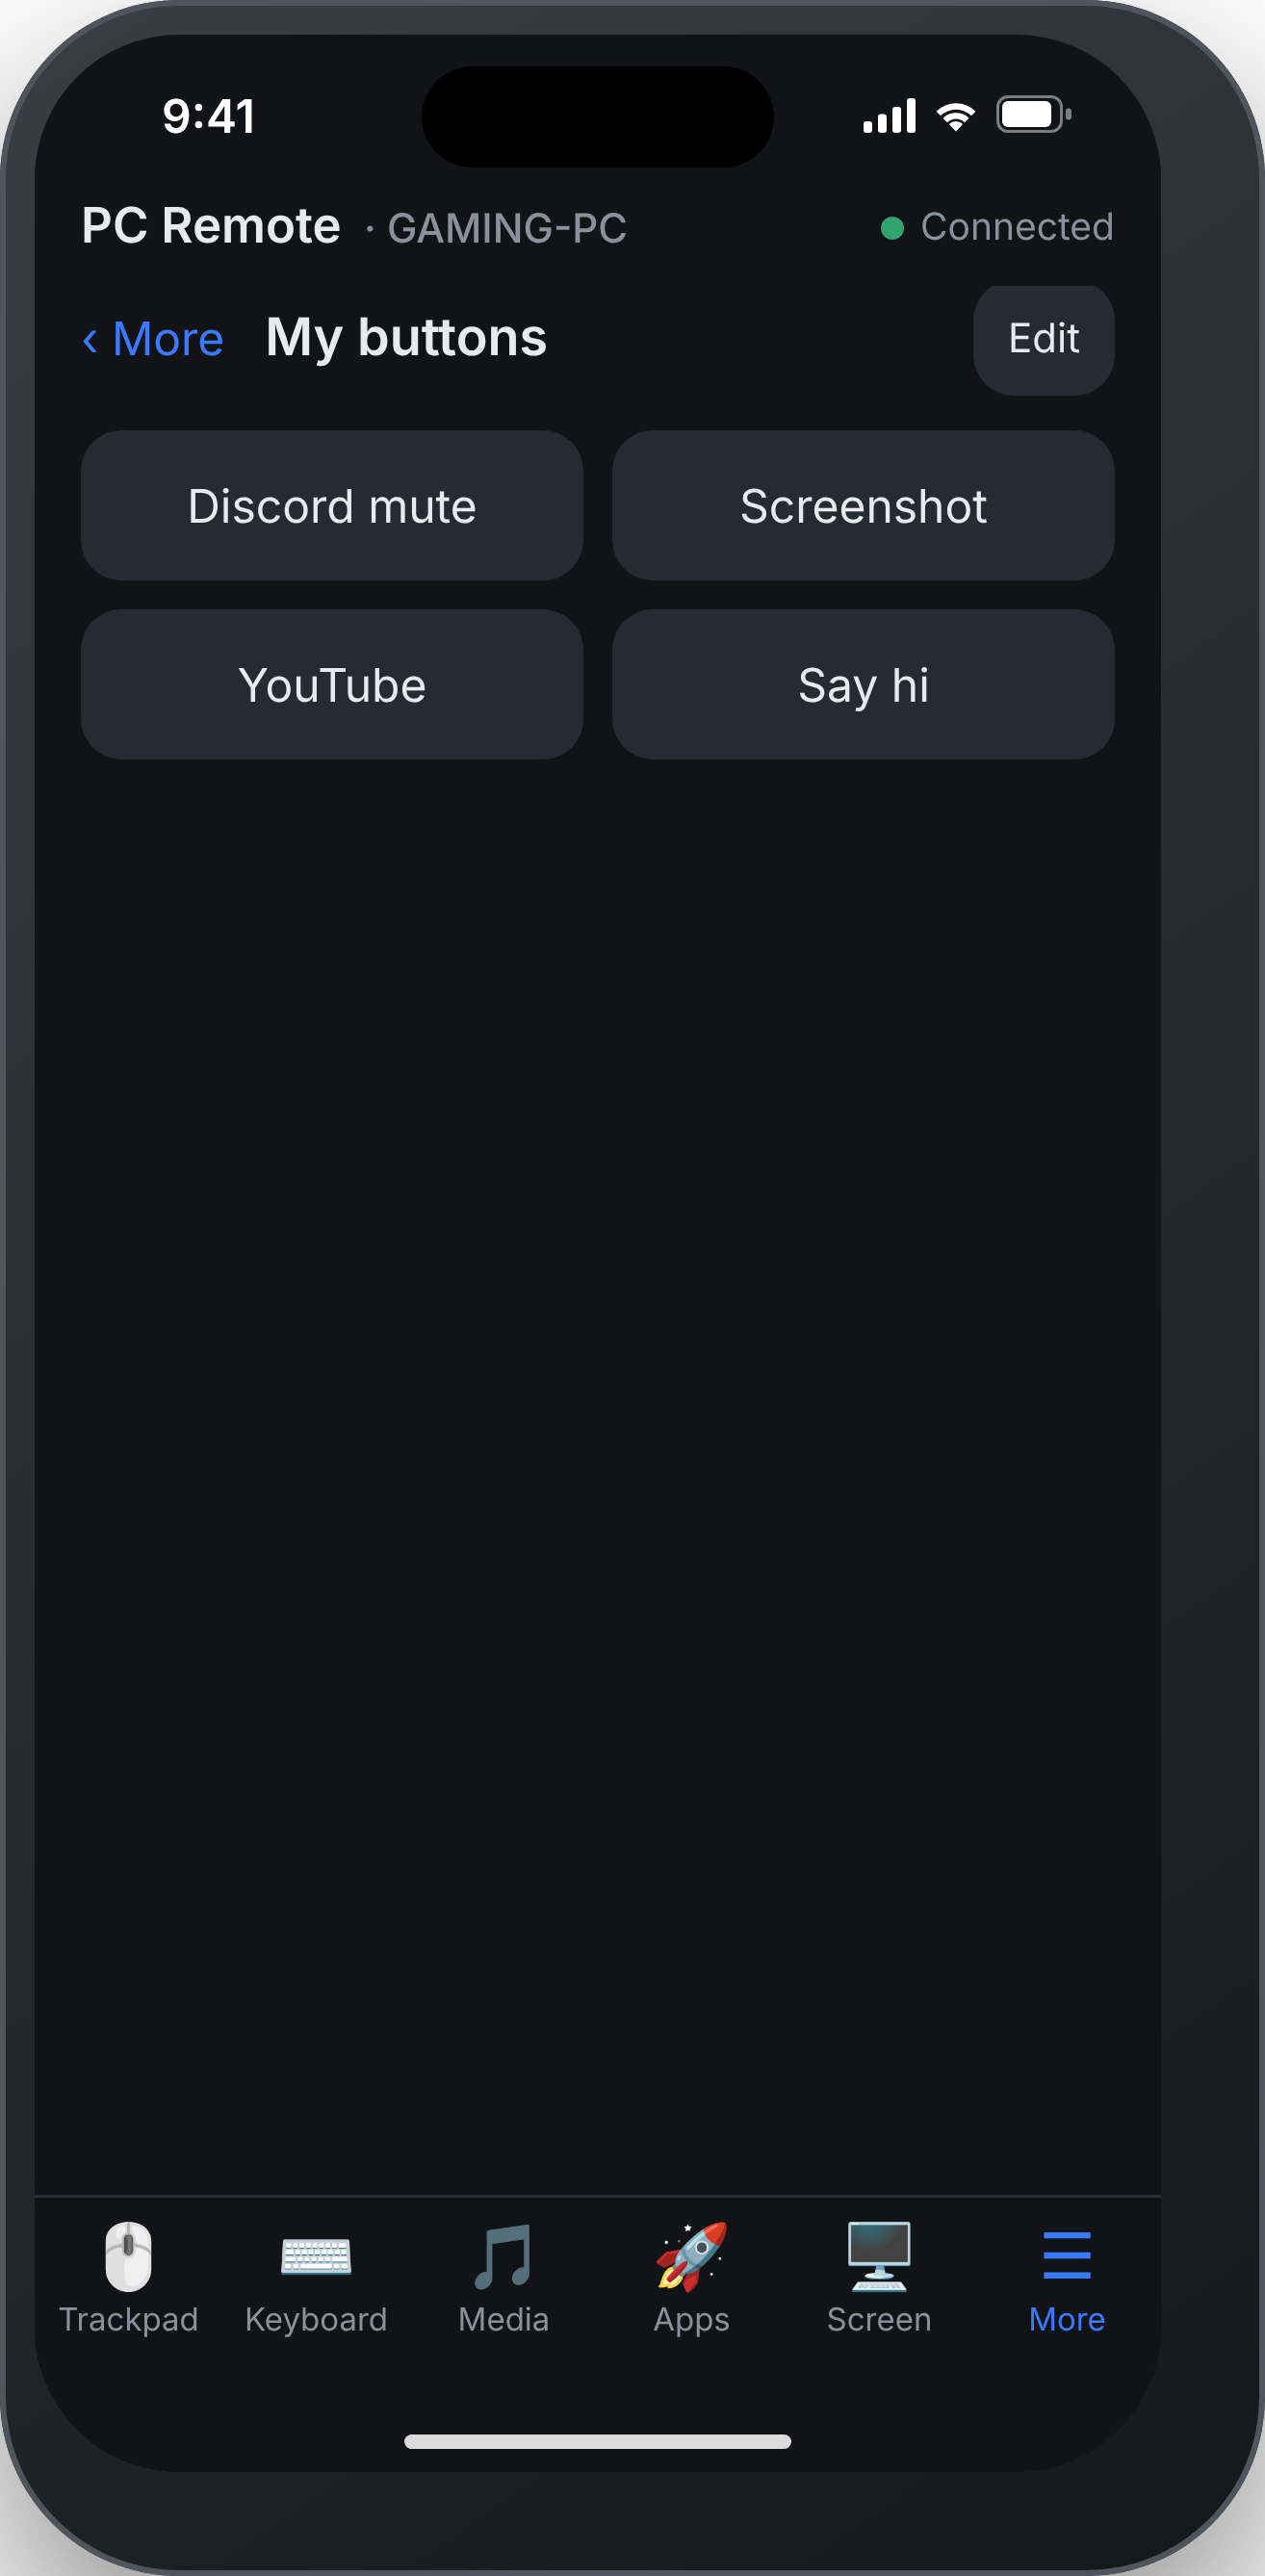 9:41
PC Remote · GAMING-PC Connected
‹ More My buttons Edit
Discord mute Screenshot
YouTube Say hi
Trackpad Keyboard Media Apps Screen More